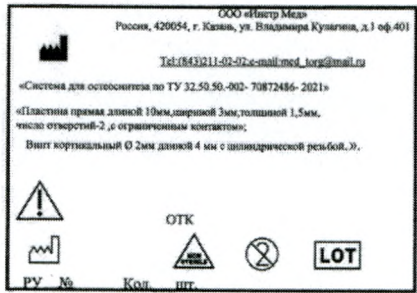 ООО «Инстр Мед»
Россия, 420054, г. Казань, ул. Владимира Кулагина, д.1 оф.401
Tel:(843)211-02-02;e-mail:med_torg@mail.ru
«Система для остеосинтеза по ТУ 32.50.50.-002- 70872486- 2021»
«Пластина прямая длиной 10мм,шириной 3мм,толщиной 1,5мм,
число отверстий-2 ,с ограниченным контактом»;
Винт кортикальный Ø 2мм длиной 4 мм с цилиндрической резьбой.».
ОТК
NON STERILE
2
LOT
РУ № Кол. шт.